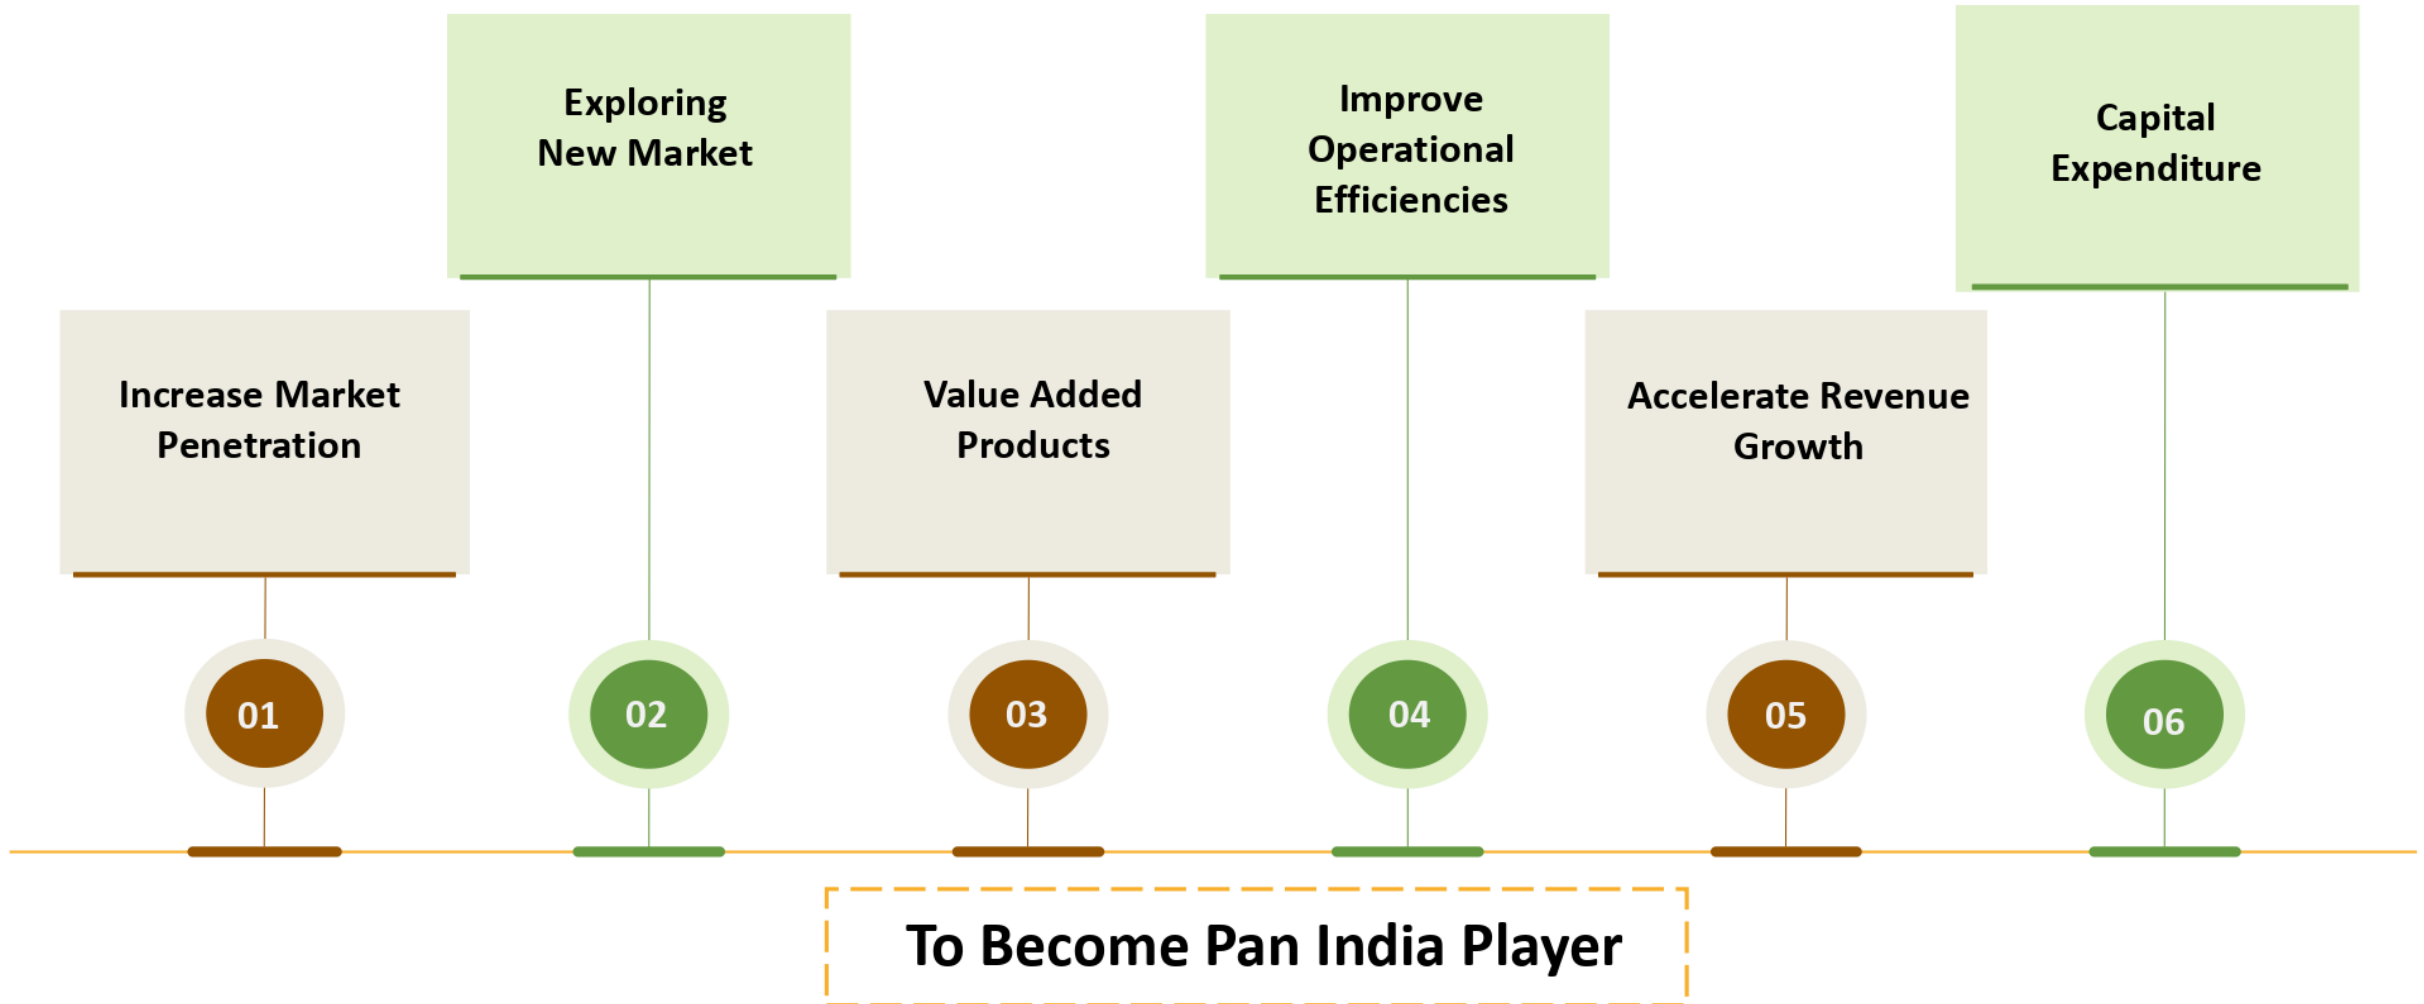 Increase Market
Penetration
01
Exploring
New Market
02
Value Added
Products
03
Improve
Operational
Efficiencies
04
Accelerate Revenue
Growth
05
Capital
Expenditure
06
To Become Pan India Player